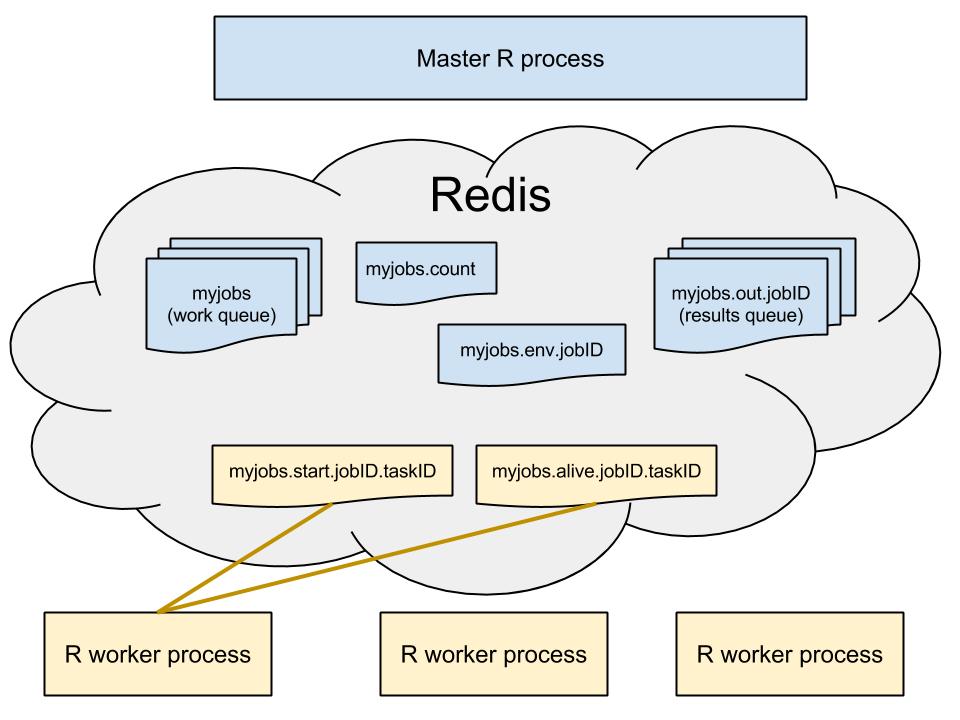 Master R process
Redis
myjobs.count
myjobs
(work queue)
myjobs.out.jobID
(results queue)
myjobs.env.jobID
myjobs.start.jobID.taskID
myjobs.alive.jobID.taskID
R worker process
R worker process
R worker process